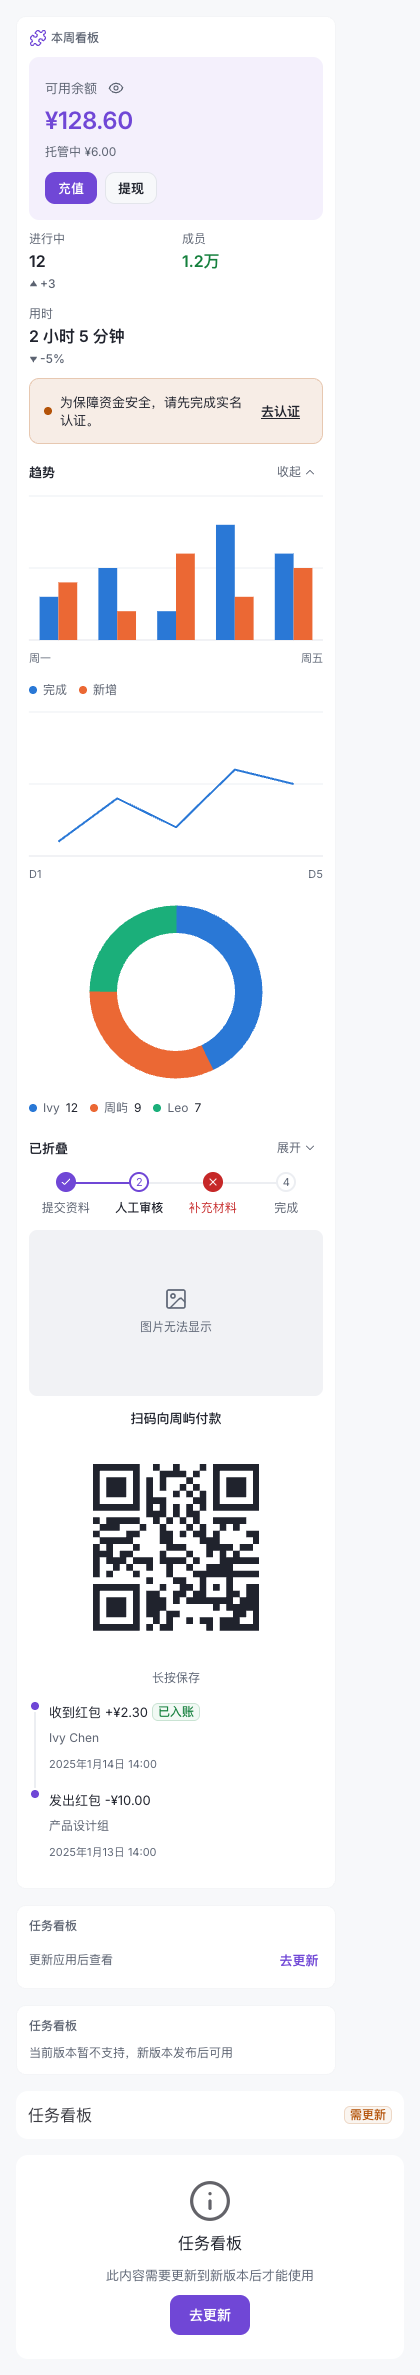 本周看板
可用余额
¥128.60
托管中 ¥6.00
充值 提现
进行中 成员
12 1.2万
+3
用时
2 小时 5 分钟
-5%
为保障资金安全，请先完成实名
认证。
去认证
趋势 收起
周一 周五
完成 新增
D1 D5
Ivy 12 周屿 9 Leo 7
已折叠 展开
2 4
提交资料 人工审核 补充材料 完成
图片无法显示
扫码向周屿付款
长按保存
收到红包 +¥2.30 已入账
Ivy Chen
2025年1月14日 14:00
发出红包 -¥10.00
产品设计组
2025年1月13日 14:00
任务看板
更新应用后查看 去更新
任务看板
当前版本暂不支持，新版本发布后可用
任务看板 需更新
任务看板
此内容需要更新到新版本后才能使用
去更新